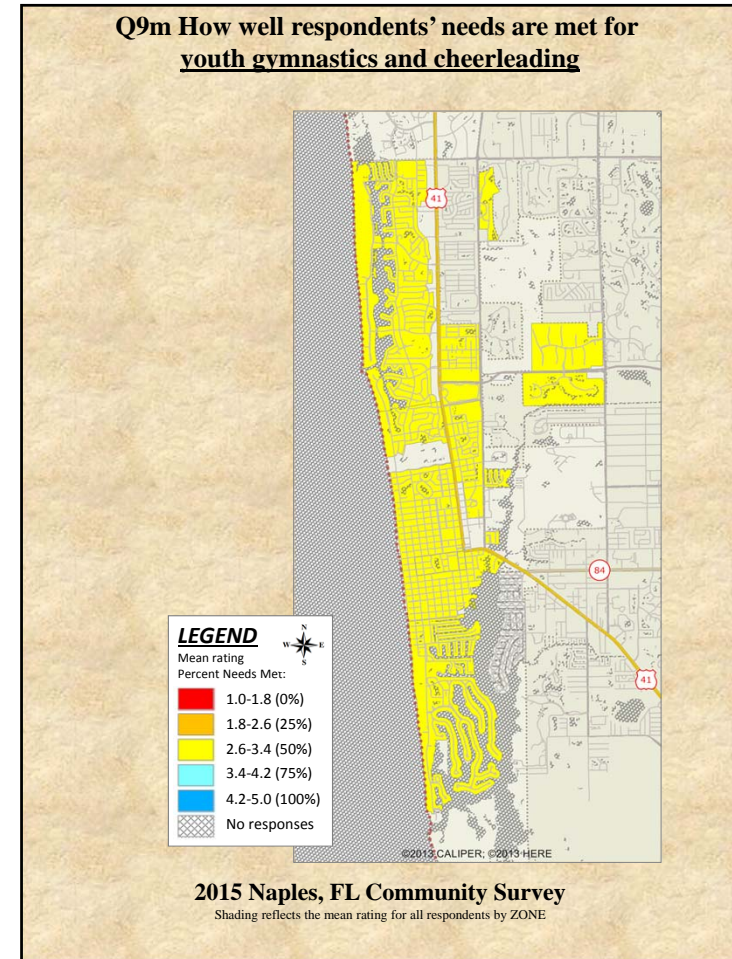 Q9m How well respondents' needs are met for
youth gymnastics and cheerleading
41
84
41
LEGEND
N
W E
S
Mean rating
Percent Needs Met:
1.0-1.8 (0%)
1.8-2.6 (25%)
2.6-3.4 (50%)
3.4-4.2 (75%)
4.2-5.0 (100%)
No responses
©2013 CALIPER; ©2013 HERE
2015 Naples, FL Community Survey
Shading reflects the mean rating for all respondents by ZONE